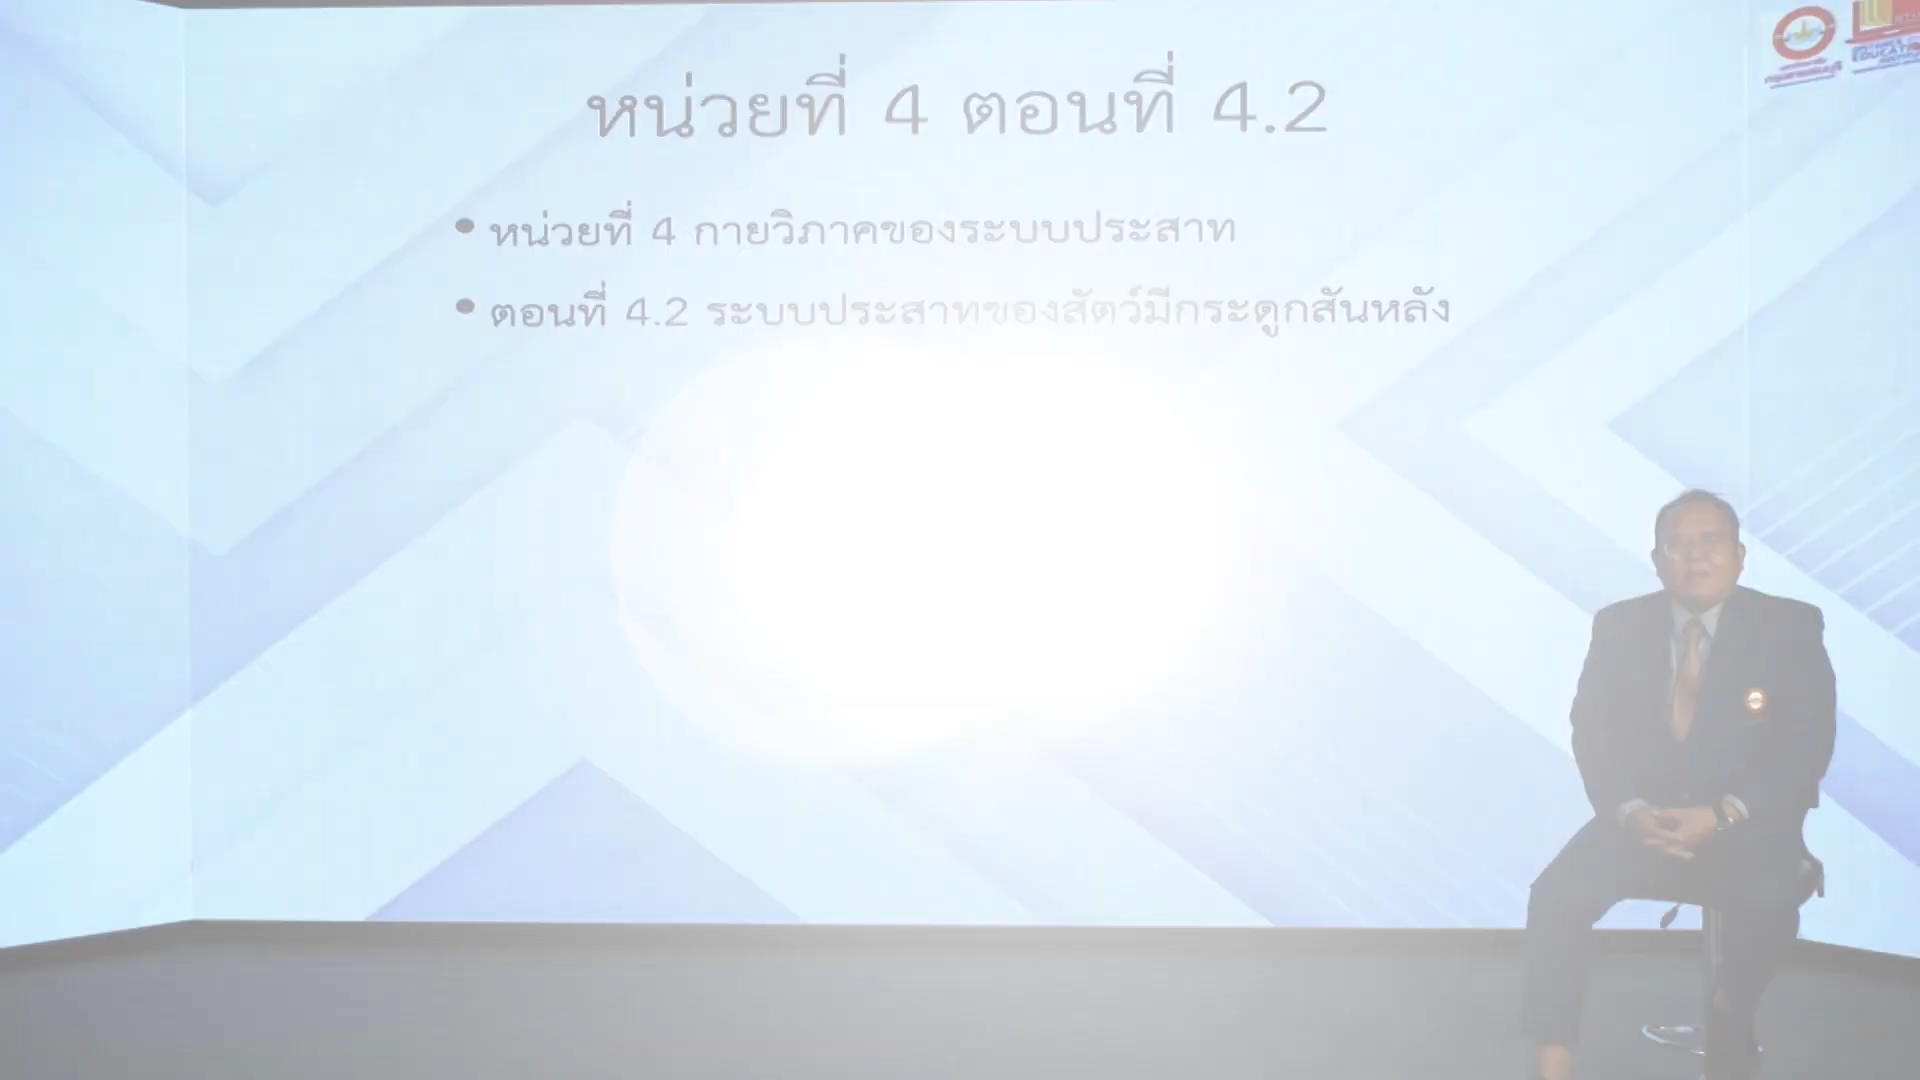 หน่วยที่ 4 ตอนที่ 4.2
• หน่วยที่ 4 กายวิภาคของระบบประสาท
• ตอนที่ 4.2 ระบบประสาทของสัตว์มีกระดูกสันหลัง